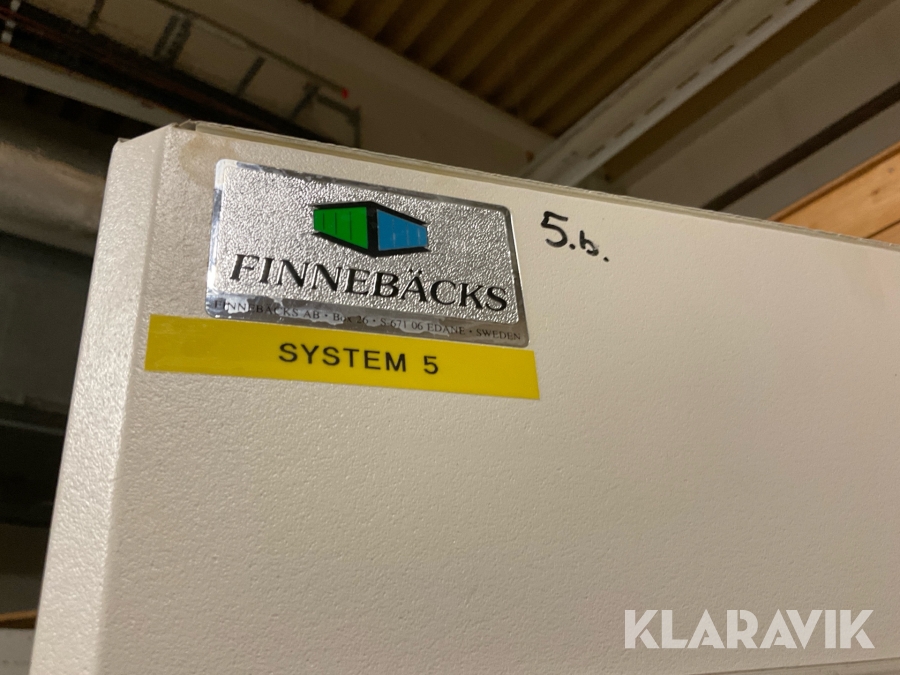 FINNEBÄCKS
FINNEBÄCKS AB · Box 26 · S-671 06 EDANE · SWEDEN
5.b.
SYSTEM 5
KLARAVIK